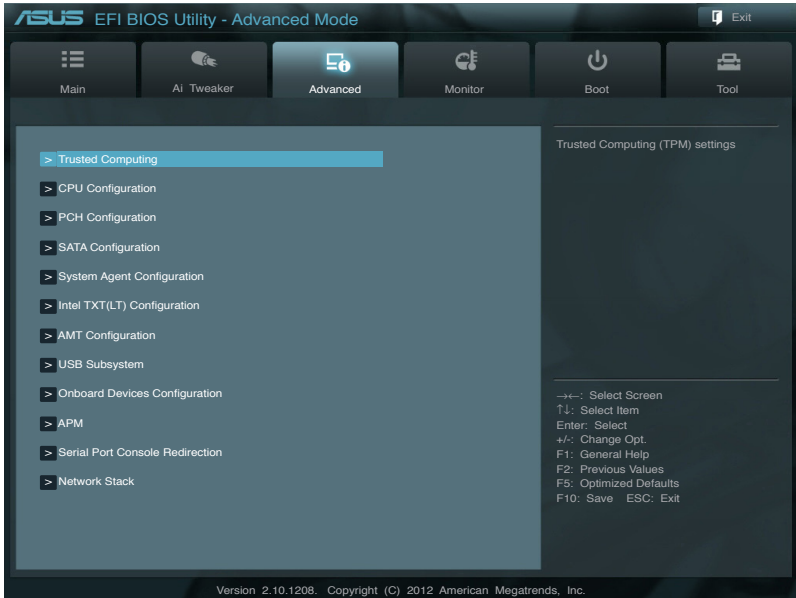 ASUS EFI BIOS Utility - Advanced Mode
Exit
Main
Ai Tweaker
Advanced
Monitor
Boot
Tool
> Trusted Computing
> CPU Configuration
> PCH Configuration
> SATA Configuration
> System Agent Configuration
> Intel TXT(LT) Configuration
> AMT Configuration
> USB Subsystem
> Onboard Devices Configuration
> APM
> Serial Port Console Redirection
> Network Stack
Trusted Computing (TPM) settings
→←: Select Screen
↑↓: Select Item
Enter: Select
+/-: Change Opt.
F1: General Help
F2: Previous Values
F5: Optimized Defaults
F10: Save ESC: Exit
Version 2.10.1208. Copyright (C) 2012 American Megatrends, Inc.